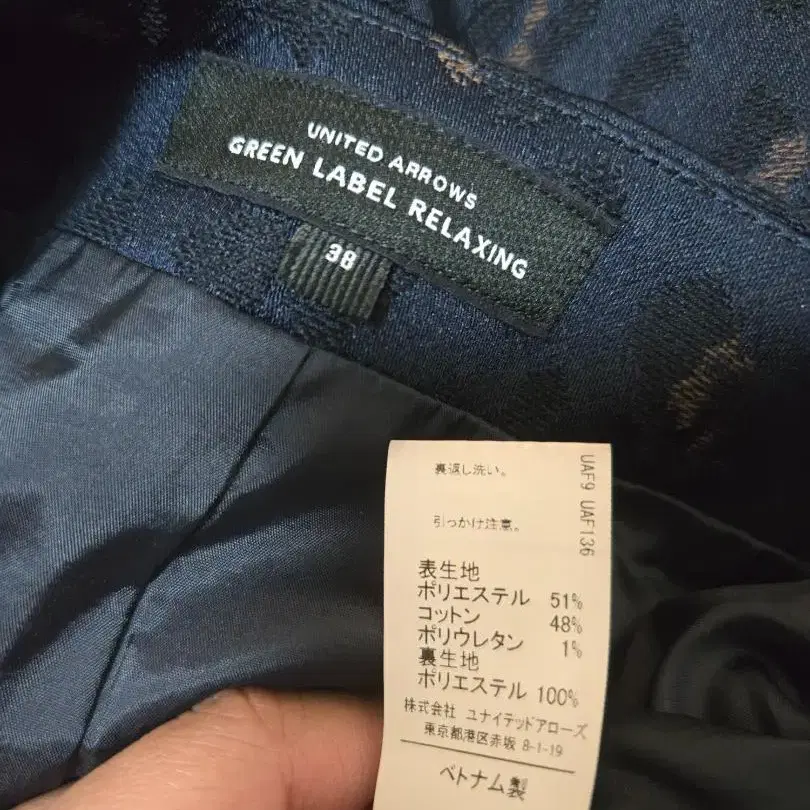 UNITED ARROWS
GREEN LABEL RELAXING
38
裏返し洗い。
引っかけ注意。
表生地
ポリエステル 51%
コットン 48%
ポリウレタン 1%
裏生地
ポリエステル 100%
株式会社 ユナイテッドアローズ
東京都港区赤坂 8-1-19
ベトナム製
UAF9 UAF136